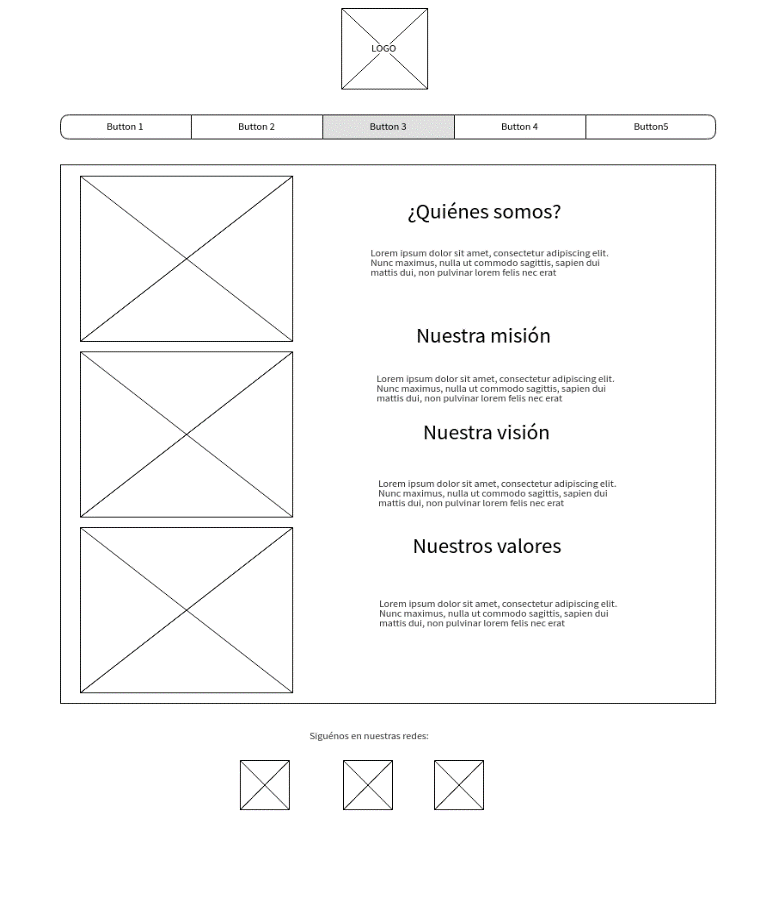 LOGO
Button 1
Button 2
Button 3
Button 4
Button5
¿Quiénes somos?
Lorem ipsum dolor sit amet, consectetur adipiscing elit.
Nunc maximus, nulla ut commodo sagittis, sapien dui
mattis dui, non pulvinar lorem felis nec erat
Nuestra misión
Lorem ipsum dolor sit amet, consectetur adipiscing elit.
Nunc maximus, nulla ut commodo sagittis, sapien dui
mattis dui, non pulvinar lorem felis nec erat
Nuestra visión
Lorem ipsum dolor sit amet, consectetur adipiscing elit.
Nunc maximus, nulla ut commodo sagittis, sapien dui
mattis dui, non pulvinar lorem felis nec erat
Nuestros valores
Lorem ipsum dolor sit amet, consectetur adipiscing elit.
Nunc maximus, nulla ut commodo sagittis, sapien dui
mattis dui, non pulvinar lorem felis nec erat
Siguénos en nuestras redes: